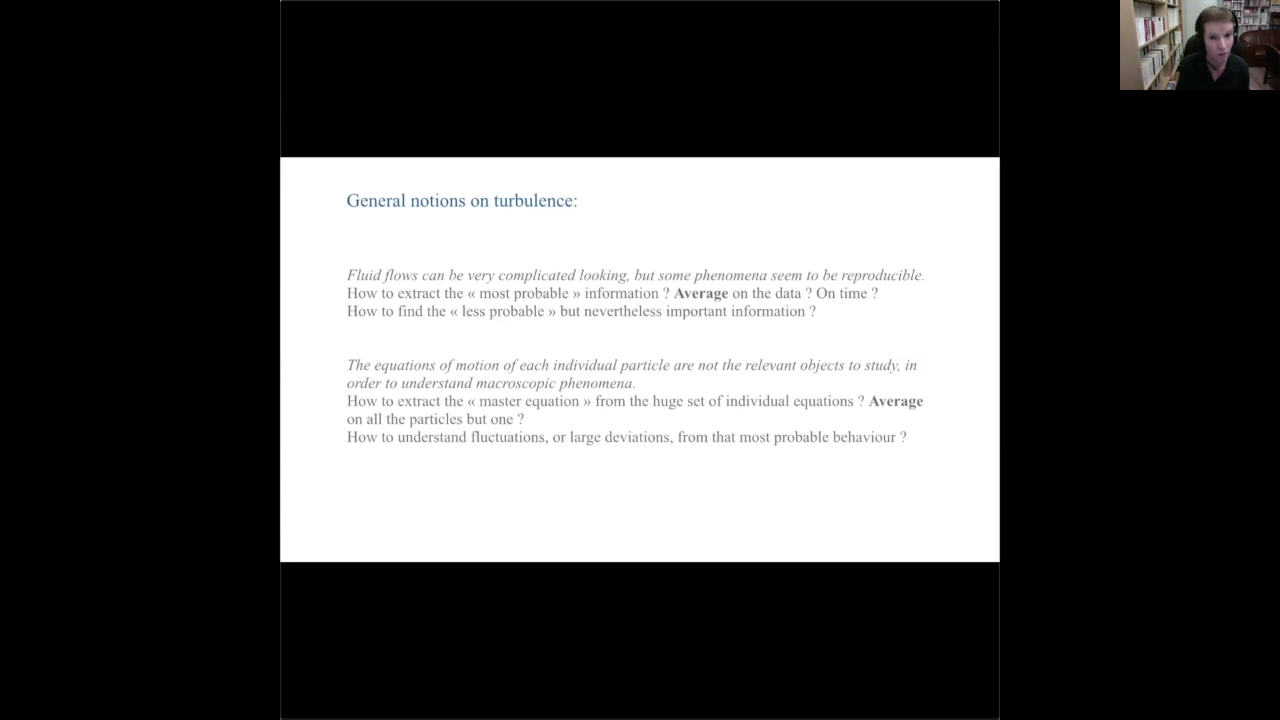 General notions on turbulence:
Fluid flows can be very complicated looking, but some phenomena seem to be reproducible.
How to extract the « most probable » information ? Average on the data ? On time ?
How to find the « less probable » but nevertheless important information ?
The equations of motion of each individual particle are not the relevant objects to study, in
order to understand macroscopic phenomena.
How to extract the « master equation » from the huge set of individual equations ? Average
on all the particles but one ?
How to understand fluctuations, or large deviations, from that most probable behaviour ?